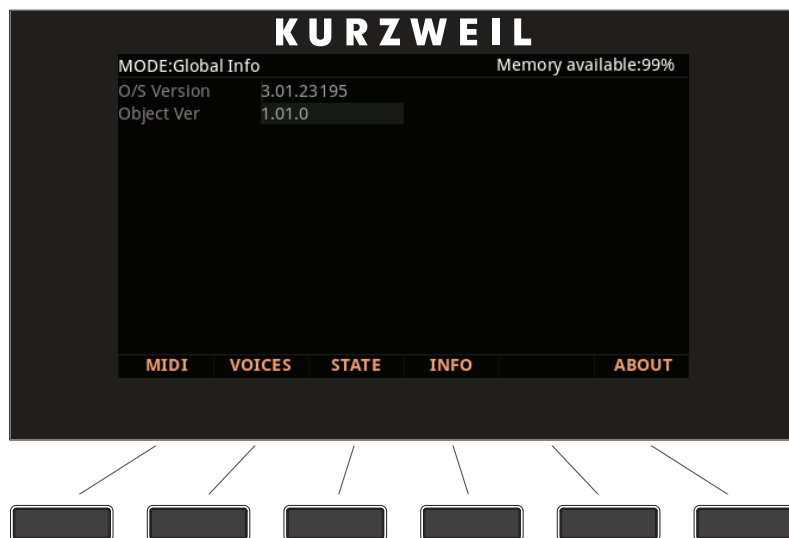 KURZWEIL
MODE:Global Info Memory available:99%
O/S Version 3.01.23195
Object Ver 1.01.0
MIDI VOICES STATE INFO ABOUT